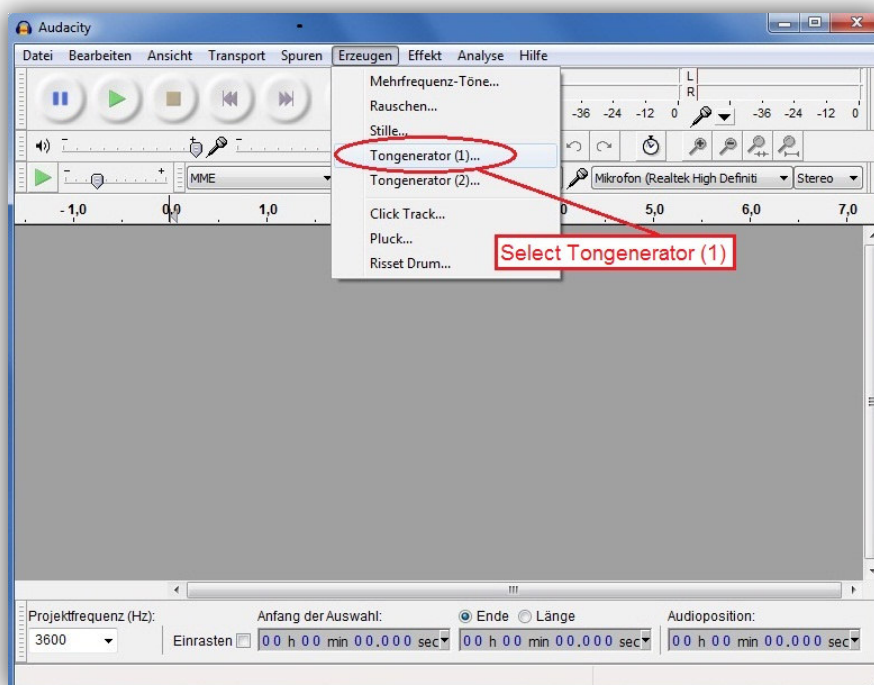 Audacity
Datei Bearbeiten Ansicht Transport Spuren Erzeugen Effekt Analyse Hilfe
Mehrfrequenz-Töne...
Rauschen...
Stille...
Tongenerator (1)...
Tongenerator (2)...
Click Track...
Pluck...
Risset Drum...
L
R
-36 -24 -12 0 -36 -24 -12 0
MME Mikrofon (Realtek High Definiti Stereo
- 1,0 0,0 1,0 0 5,0 6,0 7,0
Select Tongenerator (1)
Projektfrequenz (Hz): Anfang der Auswahl: Ende Länge Audioposition:
3600 Einrasten 00 h 00 min 00.000 sec 00 h 00 min 00.000 sec 00 h 00 min 00.000 sec